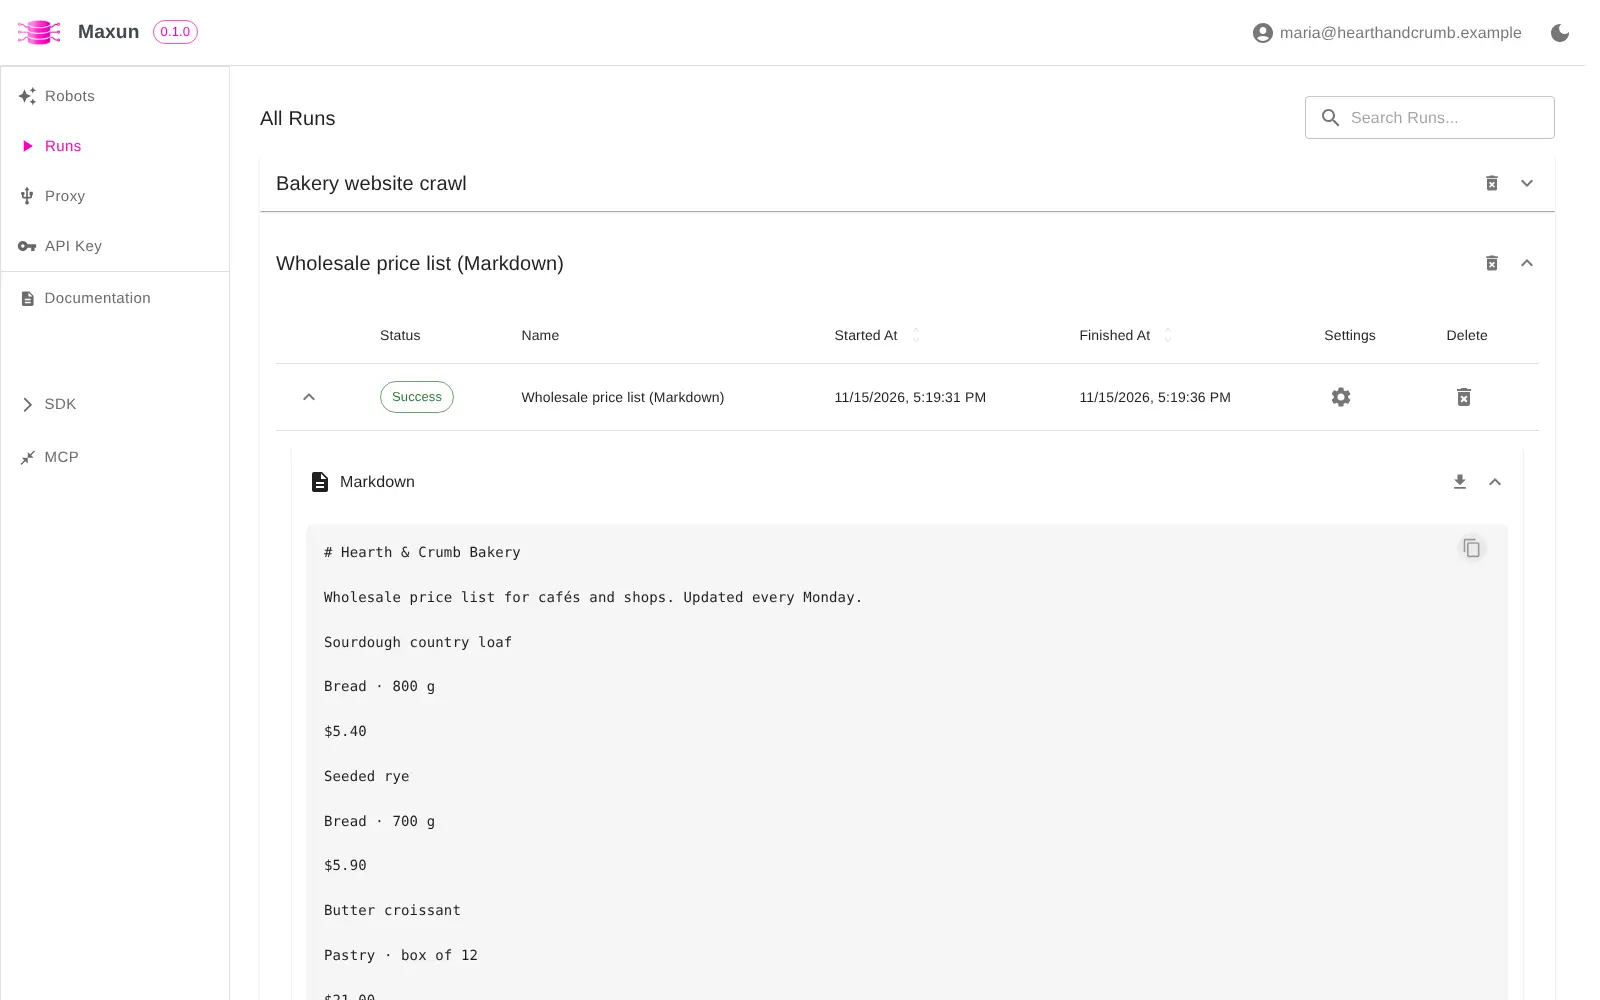 Maxun 0.1.0
maria@hearthandcrumb.example
Robots
Runs
Proxy
API Key
Documentation
SDK
MCP
All Runs
Search Runs...
Bakery website crawl
Wholesale price list (Markdown)
Status Name Started At Finished At Settings Delete
Success Wholesale price list (Markdown) 11/15/2026, 5:19:31 PM 11/15/2026, 5:19:36 PM
Markdown
# Hearth & Crumb Bakery
Wholesale price list for cafés and shops. Updated every Monday.
Sourdough country loaf
Bread · 800 g
$5.40
Seeded rye
Bread · 700 g
$5.90
Butter croissant
Pastry · box of 12
$21.00